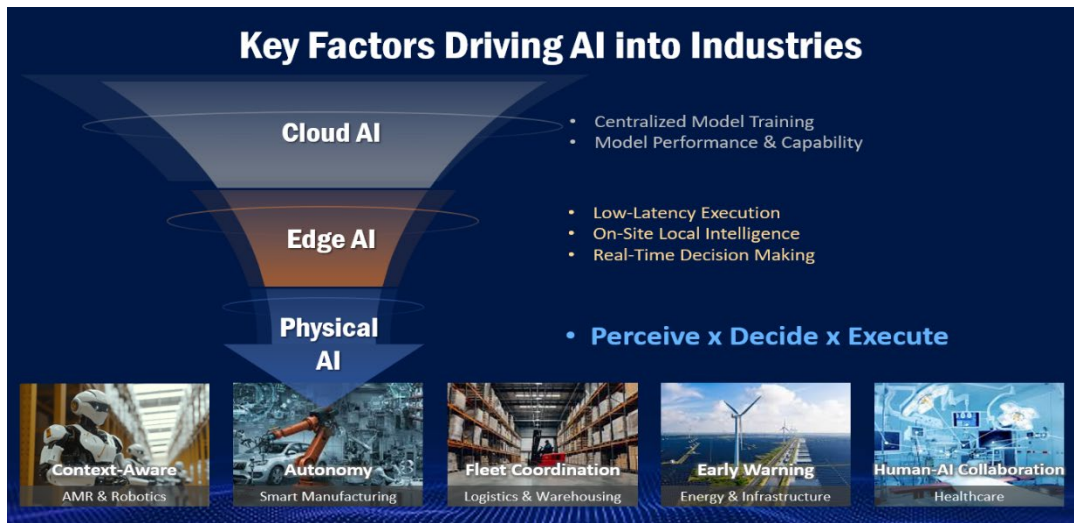 Key Factors Driving AI into Industries
Cloud AI
• Centralized Model Training
• Model Performance & Capability
Edge AI
• Low-Latency Execution
• On-Site Local Intelligence
• Real-Time Decision Making
Physical
AI
• Perceive x Decide x Execute
Context-Aware
AMR & Robotics
Autonomy
Smart Manufacturing
Fleet Coordination
Logistics & Warehousing
Early Warning
Energy & Infrastructure
Human-AI Collaboration
Healthcare